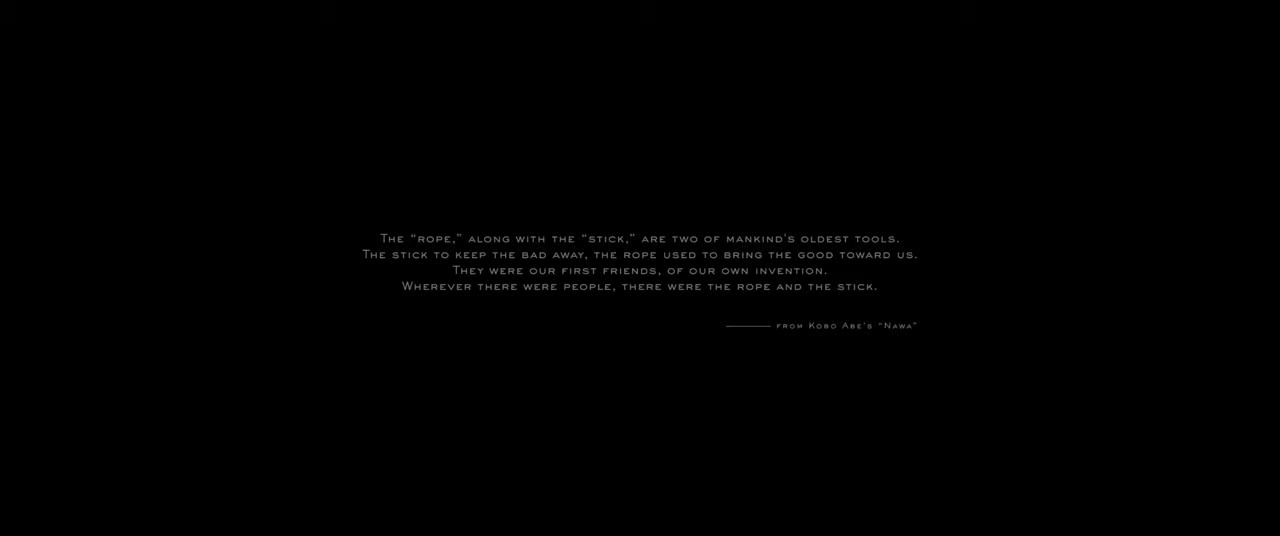 The “rope,” along with the “stick,” are two of mankind's oldest tools.
The stick to keep the bad away, the rope used to bring the good toward us.
They were our first friends, of our own invention.
Wherever there were people, there were the rope and the stick.
from Kobo Abe's “Nawa”